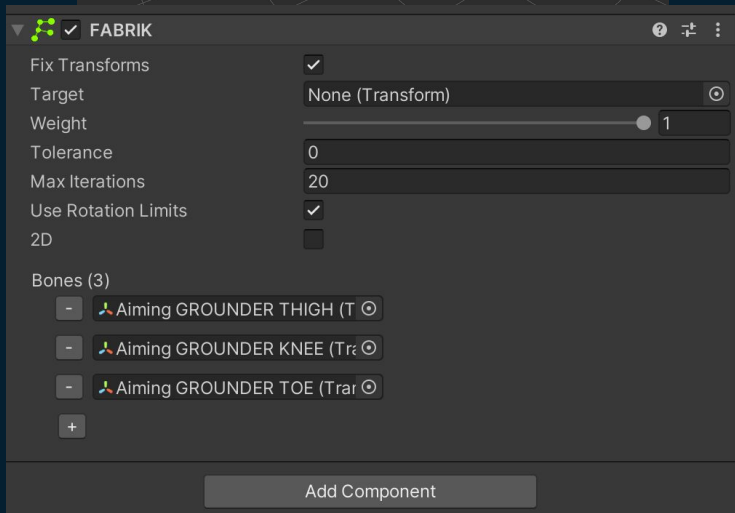 FABRIK
Fix Transforms
Target None (Transform)
Weight 1
Tolerance 0
Max Iterations 20
Use Rotation Limits
2D
Bones (3)
- Aiming GROUNDER THIGH (T
- Aiming GROUNDER KNEE (Tra
- Aiming GROUNDER TOE (Tran
+
Add Component